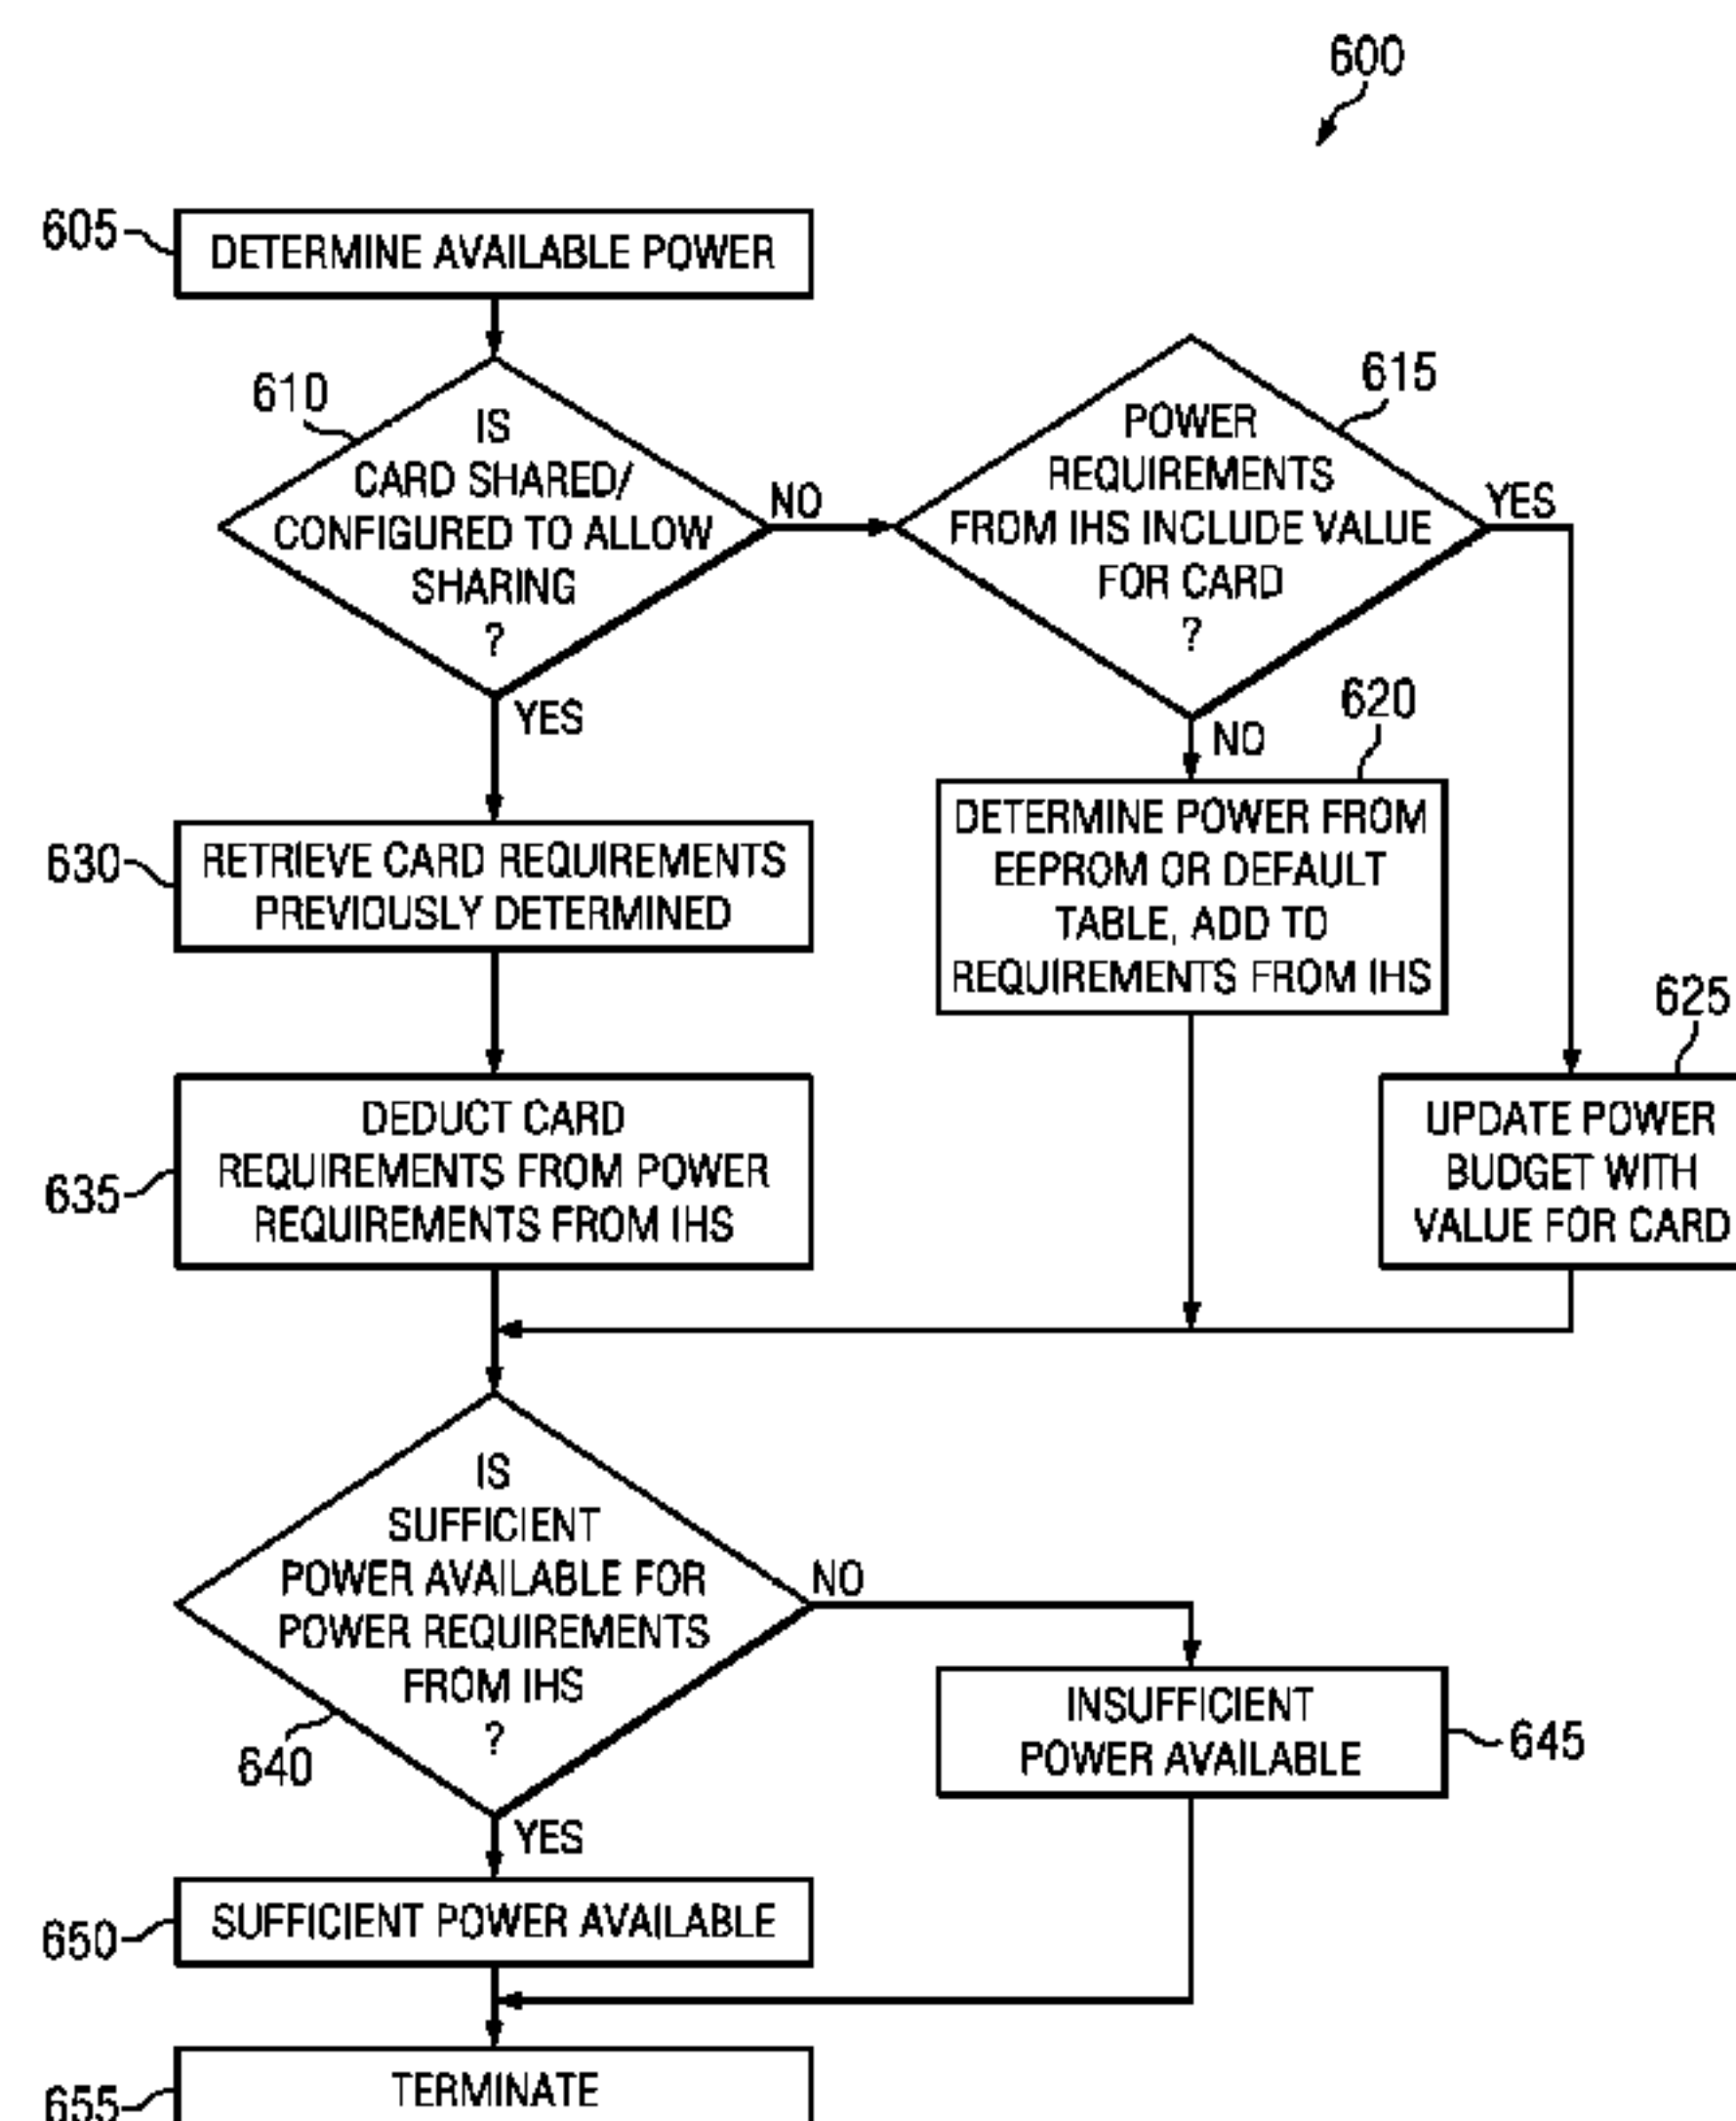 600
605
DETERMINE AVAILABLE POWER
610
IS
CARD SHARED/
CONFIGURED TO ALLOW
SHARING
?
NO
YES
615
POWER
REQUIREMENTS
FROM IHS INCLUDE VALUE
FOR CARD
?
YES
NO
620
DETERMINE POWER FROM
EEPROM OR DEFAULT
TABLE, ADD TO
REQUIREMENTS FROM IHS
625
UPDATE POWER
BUDGET WITH
VALUE FOR CARD
630
RETRIEVE CARD REQUIREMENTS
PREVIOUSLY DETERMINED
635
DEDUCT CARD
REQUIREMENTS FROM POWER
REQUIREMENTS FROM IHS
IS
SUFFICIENT
POWER AVAILABLE FOR
POWER REQUIREMENTS
FROM IHS
?
640
NO
YES
INSUFFICIENT
POWER AVAILABLE
645
650
SUFFICIENT POWER AVAILABLE
655
TERMINATE